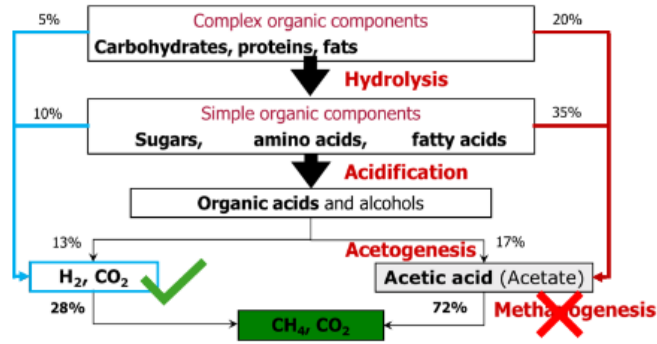 5%
Complex organic components
20%
Carbohydrates, proteins, fats
Hydrolysis
10%
Simple organic components
35%
Sugars, amino acids, fatty acids
Acidification
Organic acids and alcohols
13%
Acetogenesis
17%
H₂, CO₂
Acetic acid (Acetate)
28%
72%
Methanogenesis
CH₄, CO₂